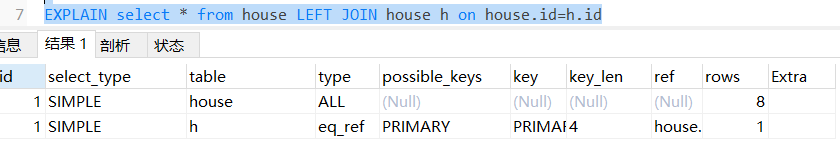 7 EXPLAIN select * from house LEFT JOIN house h on house.id=h.id
信息 结果 1 剖析 状态
id select_type table type possible_keys key key_len ref rows Extra
1 SIMPLE house ALL (Null) (Null) (Null) (Null) 8
1 SIMPLE h eq_ref PRIMARY PRIMAF 4 house. 1